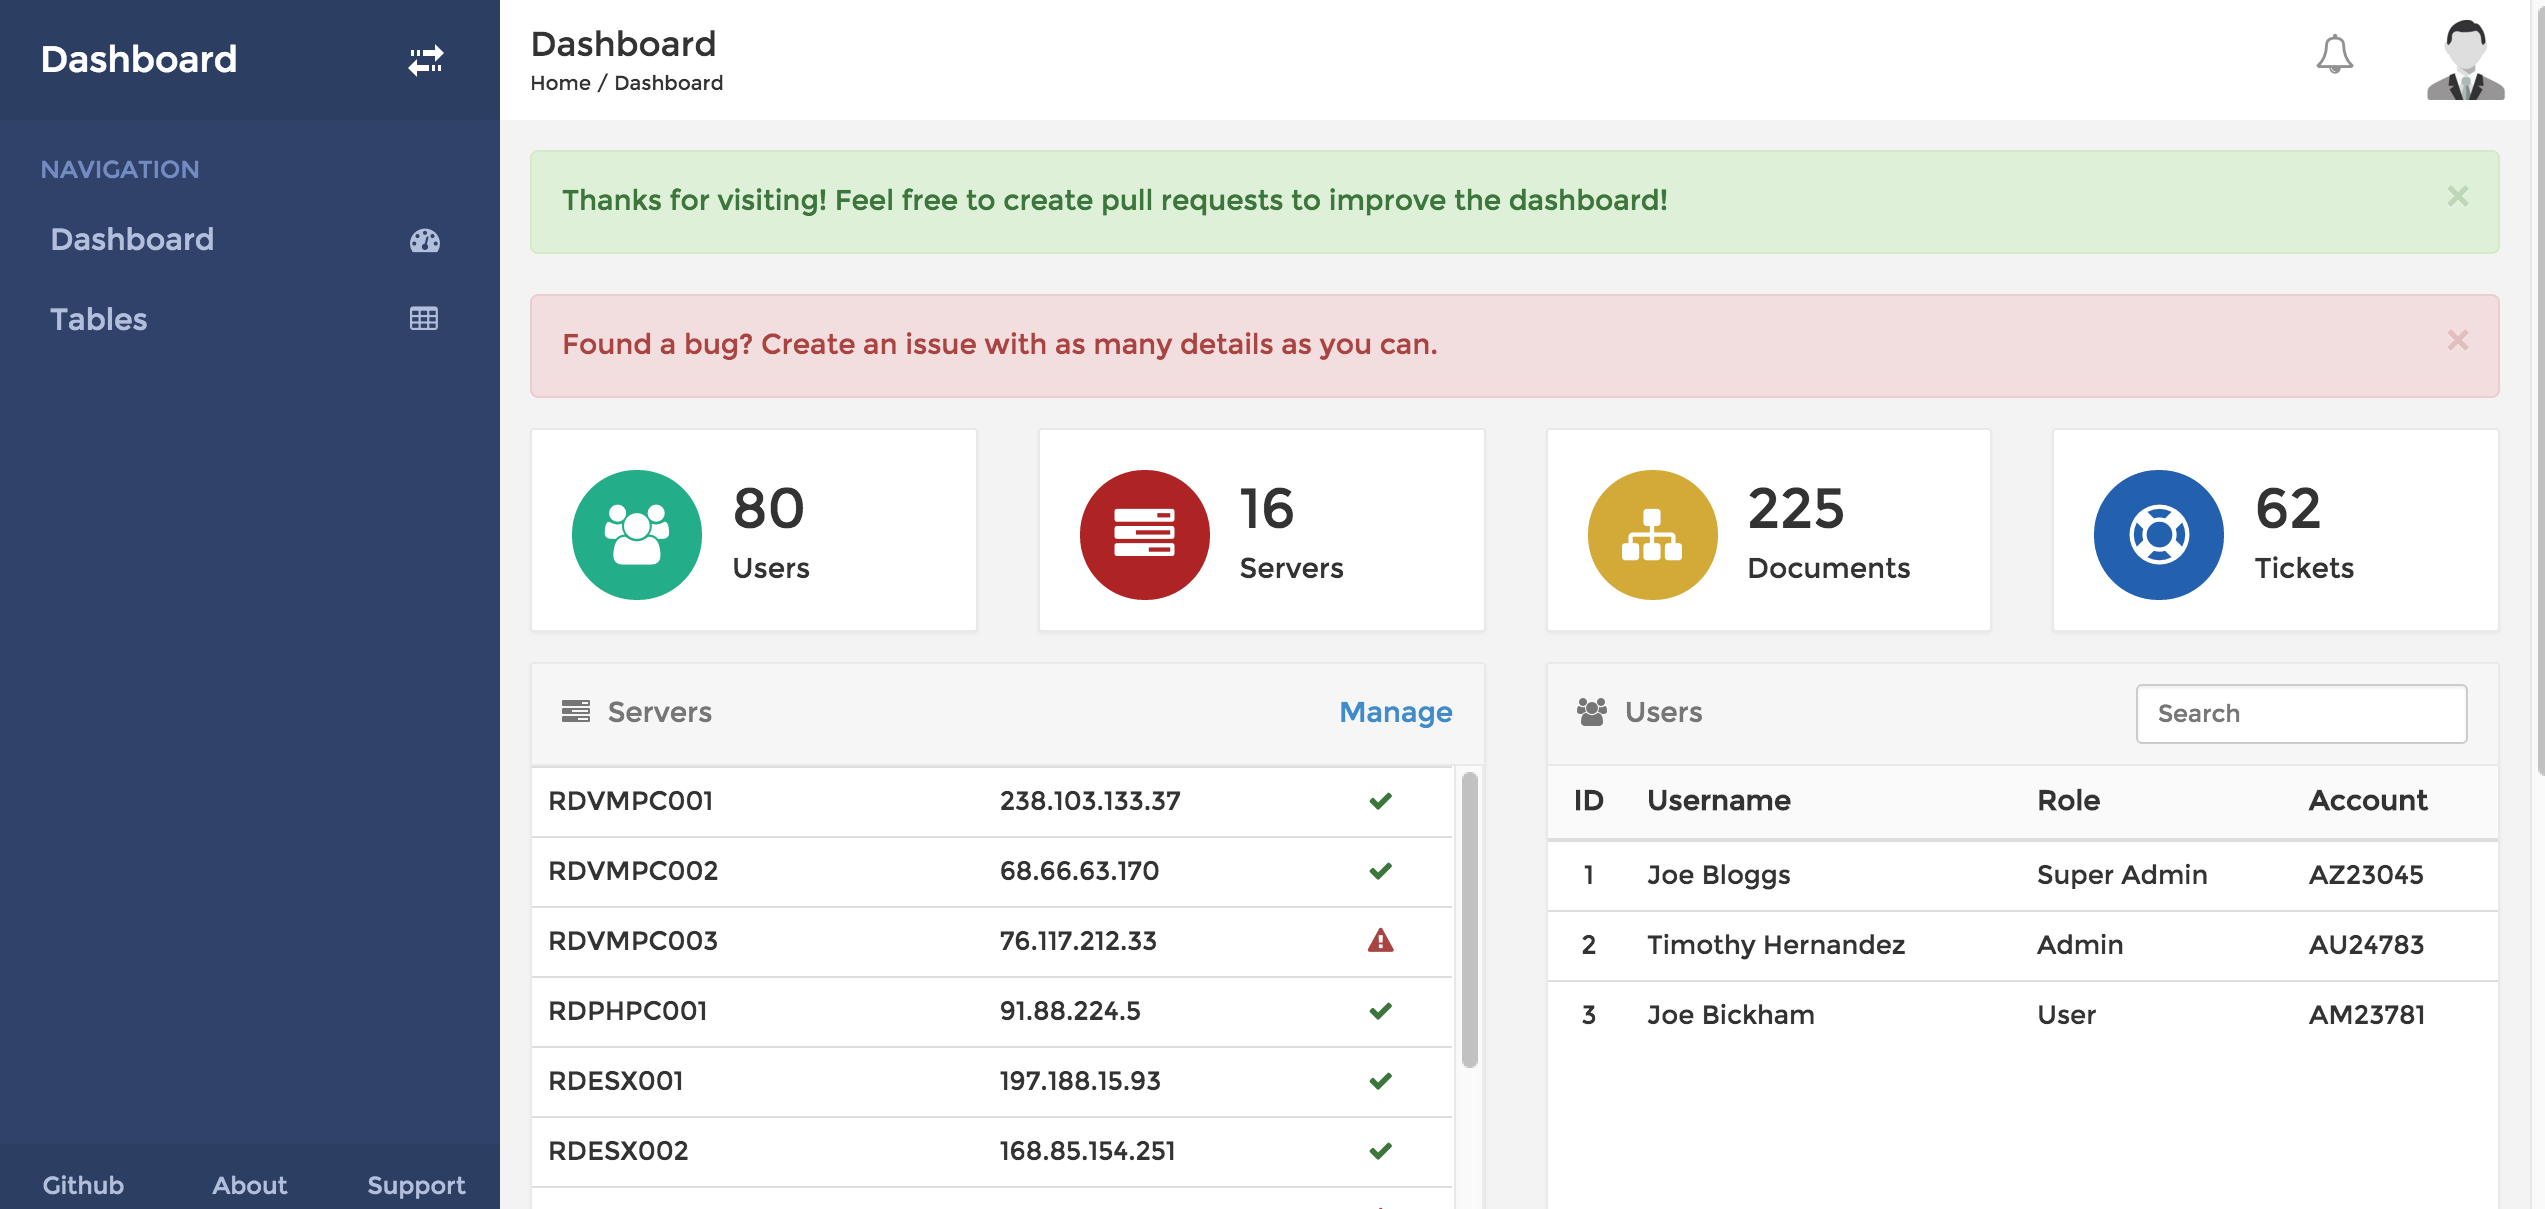 Dashboard
NAVIGATION
Dashboard
Tables
Github About Support
Dashboard
Home / Dashboard
Thanks for visiting! Feel free to create pull requests to improve the dashboard!
×
Found a bug? Create an issue with as many details as you can.
×
80
Users
16
Servers
225
Documents
62
Tickets
Servers Manage
RDVMPC001 238.103.133.37
RDVMPC002 68.66.63.170
RDVMPC003 76.117.212.33
RDPHPC001 91.88.224.5
RDESX001 197.188.15.93
RDESX002 168.85.154.251
Users Search
ID Username Role Account
1 Joe Bloggs Super Admin AZ23045
2 Timothy Hernandez Admin AU24783
3 Joe Bickham User AM23781